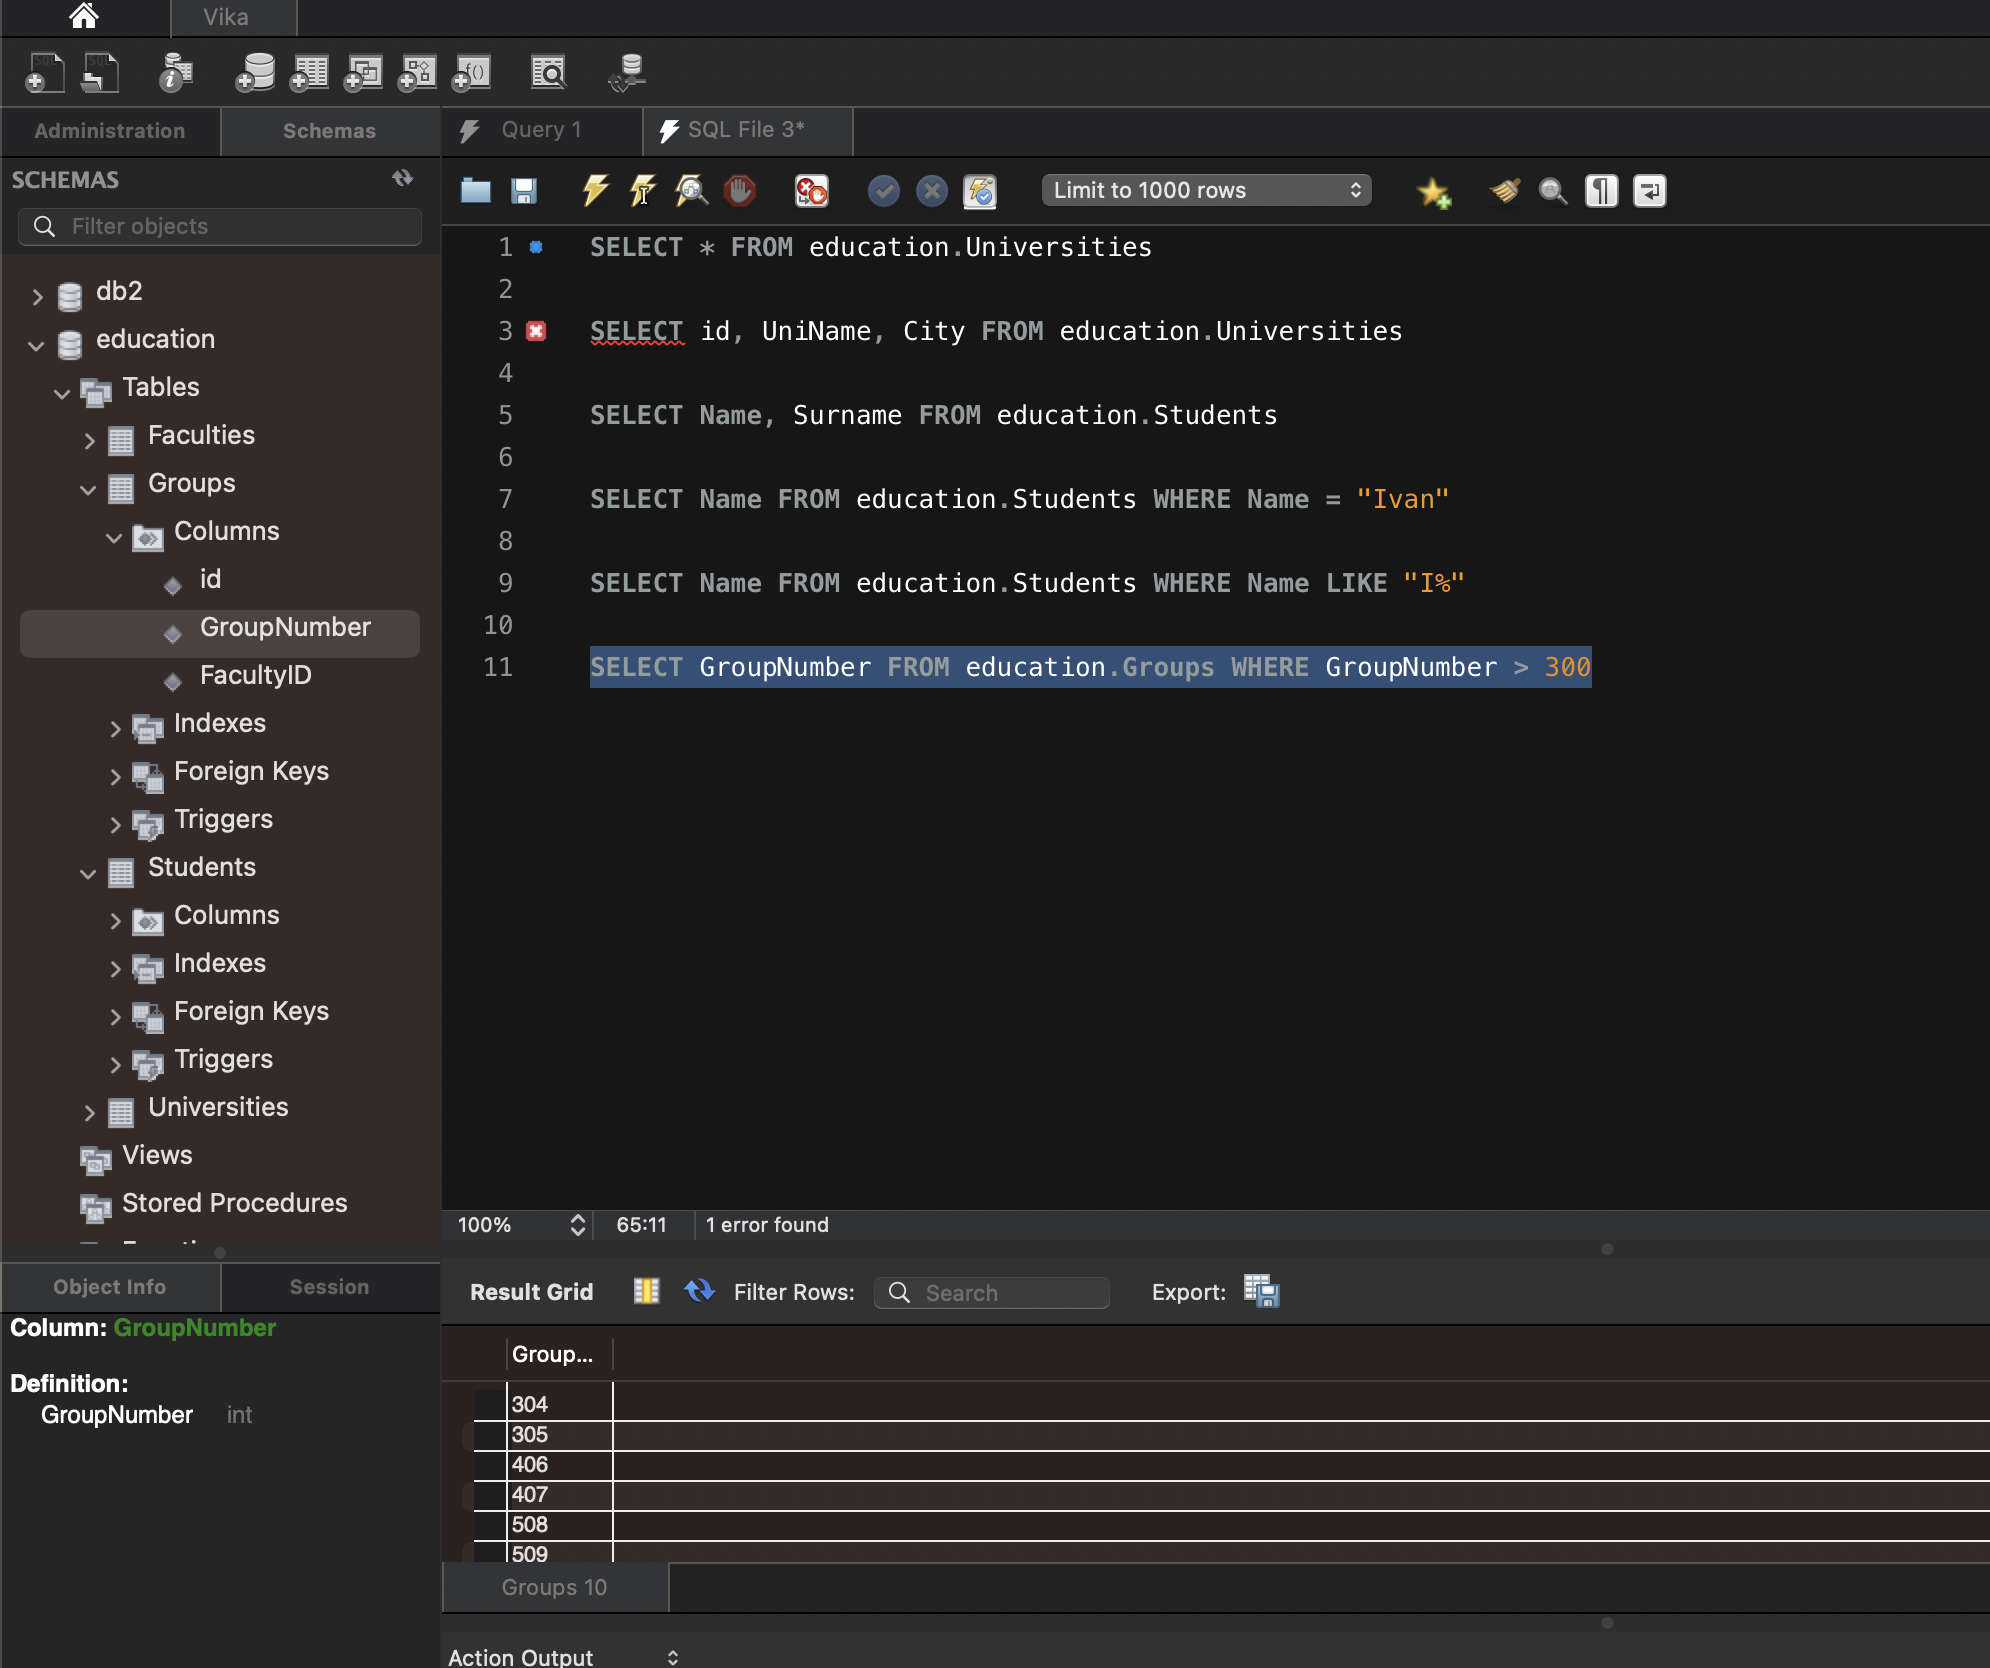 Vika
Administration
Schemas
Query 1
SQL File 3*
SCHEMAS
Filter objects
Limit to 1000 rows
db2
education
Tables
Faculties
Groups
Columns
id
GroupNumber
FacultyID
Indexes
Foreign Keys
Triggers
Students
Columns
Indexes
Foreign Keys
Triggers
Universities
Views
Stored Procedures
1 SELECT * FROM education.Universities
2
3 SELECT id, UniName, City FROM education.Universities
4
5 SELECT Name, Surname FROM education.Students
6
7 SELECT Name FROM education.Students WHERE Name = "Ivan"
8
9 SELECT Name FROM education.Students WHERE Name LIKE "I%"
10
11 SELECT GroupNumber FROM education.Groups WHERE GroupNumber > 300
100%
65:11
1 error found
Object Info
Session
Column: GroupNumber
Definition:
GroupNumber int
Result Grid
Filter Rows:
Search
Export:
Group...
304
305
406
407
508
509
Groups 10
Action Output